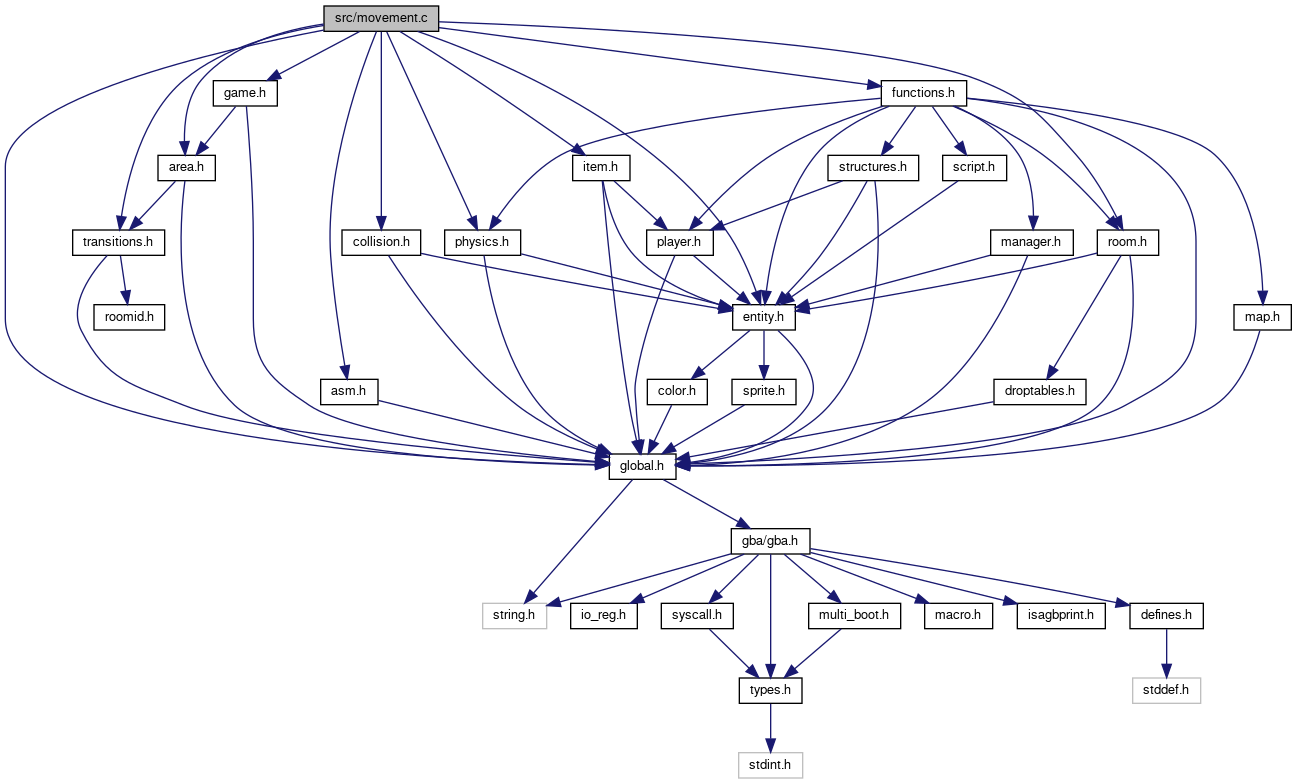 src/movement.c
game.h
functions.h
area.h
item.h
structures.h
script.h
transitions.h
collision.h
physics.h
player.h
manager.h
room.h
roomid.h
entity.h
map.h
asm.h
color.h
sprite.h
droptables.h
global.h
gba/gba.h
string.h
io_reg.h
syscall.h
multi_boot.h
macro.h
isagbprint.h
defines.h
types.h
stddef.h
stdint.h